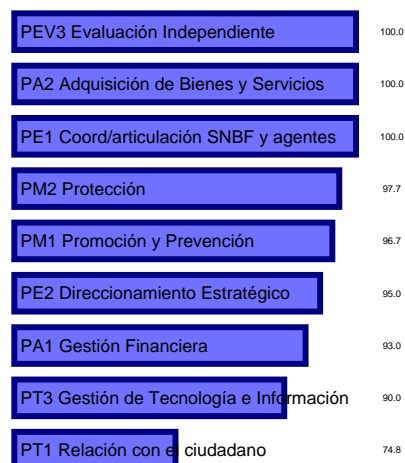 PEV3 Evaluación Independiente 100.0
PA2 Adquisición de Bienes y Servicios 100.0
PE1 Coord/articulación SNBF y agentes 100.0
PM2 Protección 97.7
PM1 Promoción y Prevención 96.7
PE2 Direccionamiento Estratégico 95.0
PA1 Gestión Financiera 93.0
PT3 Gestión de Tecnología e Información 90.0
PT1 Relación con el ciudadano 74.8